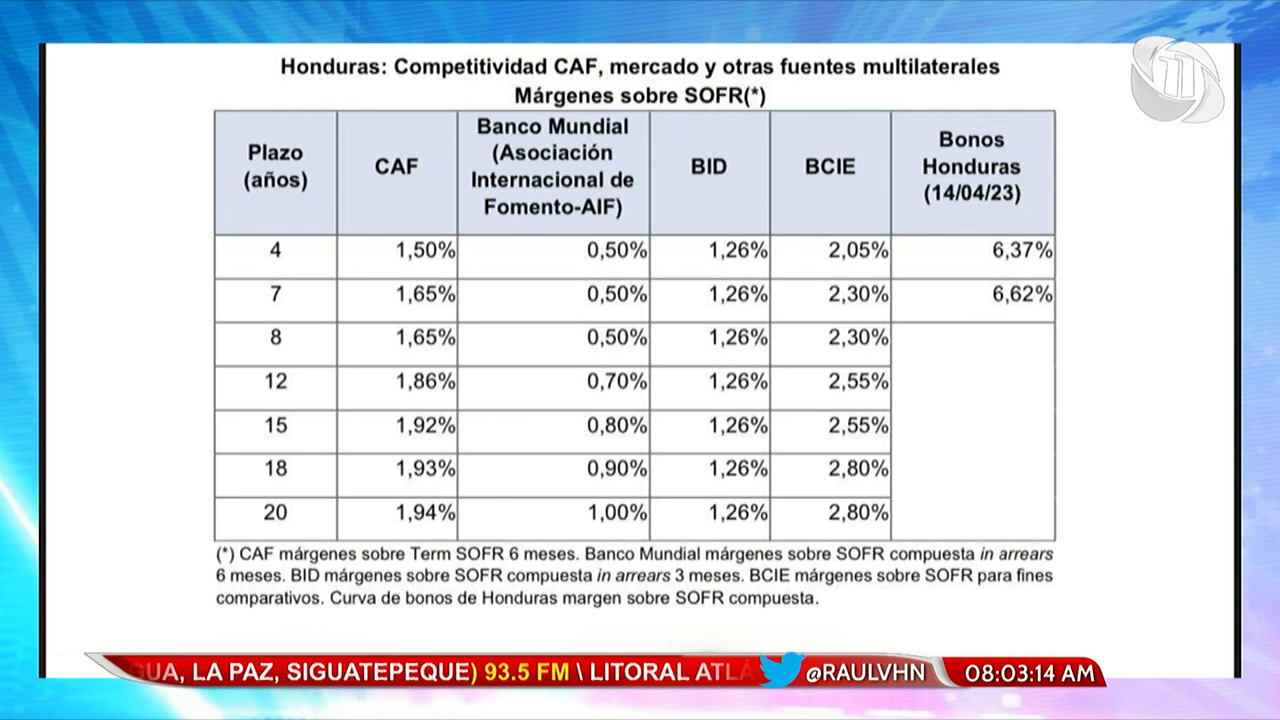 Honduras: Competitividad CAF, mercado y otras fuentes multilaterales
Márgenes sobre SOFR(*)
Plazo (años) CAF Banco Mundial (Asociación Internacional de Fomento-AIF) BID BCIE Bonos Honduras (14/04/23)
4 1,50% 0,50% 1,26% 2,05% 6,37%
7 1,65% 0,50% 1,26% 2,30% 6,62%
8 1,65% 0,50% 1,26% 2,30%
12 1,86% 0,70% 1,26% 2,55%
15 1,92% 0,80% 1,26% 2,55%
18 1,93% 0,90% 1,26% 2,80%
20 1,94% 1,00% 1,26% 2,80%
(*) CAF márgenes sobre Term SOFR 6 meses. Banco Mundial márgenes sobre SOFR compuesta in arrears
6 meses. BID márgenes sobre SOFR compuesta in arrears 3 meses. BCIE márgenes sobre SOFR para fines
comparativos. Curva de bonos de Honduras margen sobre SOFR compuesta.
GUA, LA PAZ, SIGUATEPEQUE) 93.5 FM \ LITORAL ATLÁ @RAULVHN 08:03:14 AM